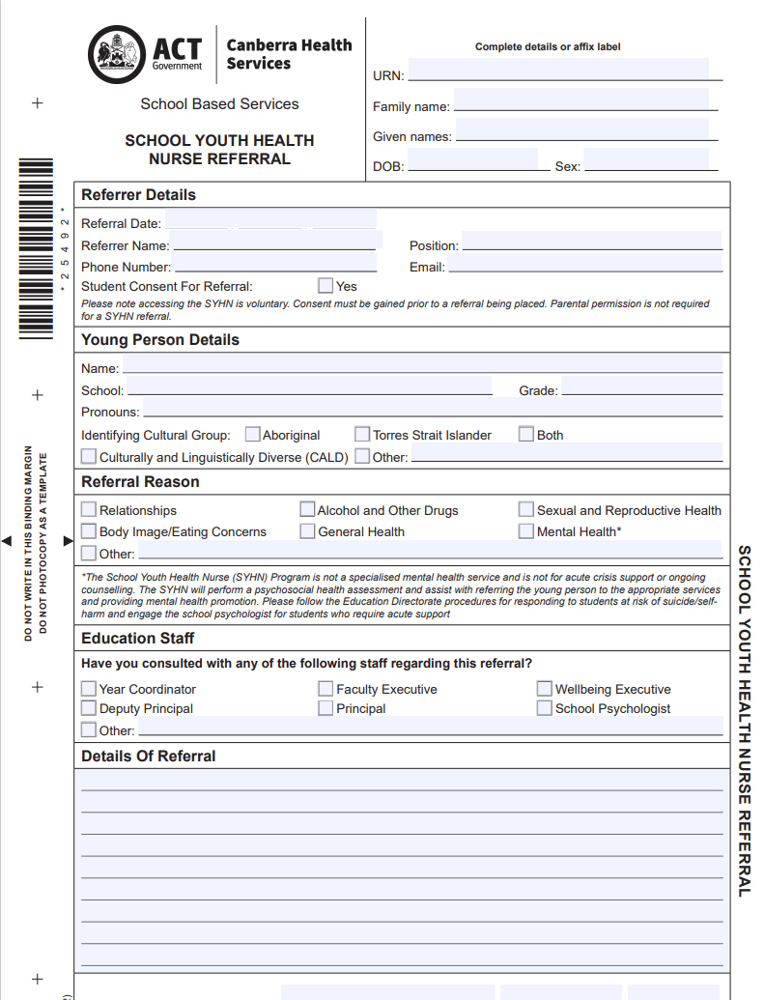 ACT
Government
Canberra Health
Services
School Based Services
SCHOOL YOUTH HEALTH
NURSE REFERRAL
Complete details or affix label
URN:
Family name:
Given names:
DOB: Sex:
*25492*
DO NOT WRITE IN THIS BINDING MARGIN
DO NOT PHOTOCOPY AS A TEMPLATE
Referrer Details
Referral Date:
Referrer Name: Position:
Phone Number: Email:
Student Consent For Referral: Yes
Please note accessing the SYHN is voluntary. Consent must be gained prior to a referral being placed. Parental permission is not required
for a SYHN referral.
Young Person Details
Name:
School: Grade:
Pronouns:
Identifying Cultural Group: Aboriginal Torres Strait Islander Both
Culturally and Linguistically Diverse (CALD) Other:
Referral Reason
Relationships Alcohol and Other Drugs Sexual and Reproductive Health
Body Image/Eating Concerns General Health Mental Health*
Other:
*The School Youth Health Nurse (SYHN) Program is not a specialised mental health service and is not for acute crisis support or ongoing
counselling. The SYHN will perform a psychosocial health assessment and assist with referring the young person to the appropriate services
and providing mental health promotion. Please follow the Education Directorate procedures for responding to students at risk of suicide/self-
harm and engage the school psychologist for students who require acute support
Education Staff
Have you consulted with any of the following staff regarding this referral?
Year Coordinator Faculty Executive Wellbeing Executive
Deputy Principal Principal School Psychologist
Other:
Details Of Referral
SCHOOL YOUTH HEALTH NURSE REFERRAL